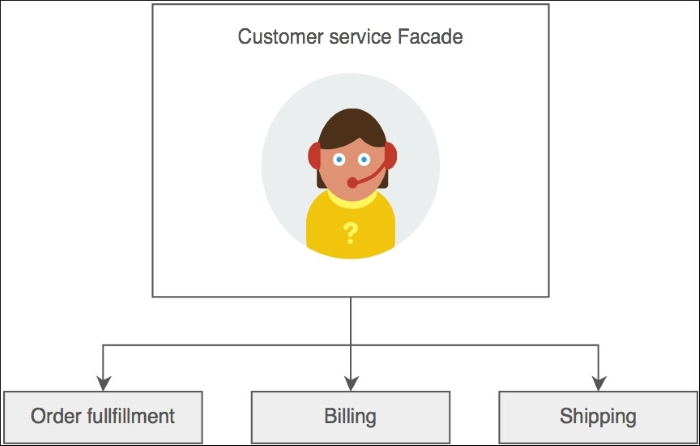 Customer service Facade
?
Order fullfillment
Billing
Shipping